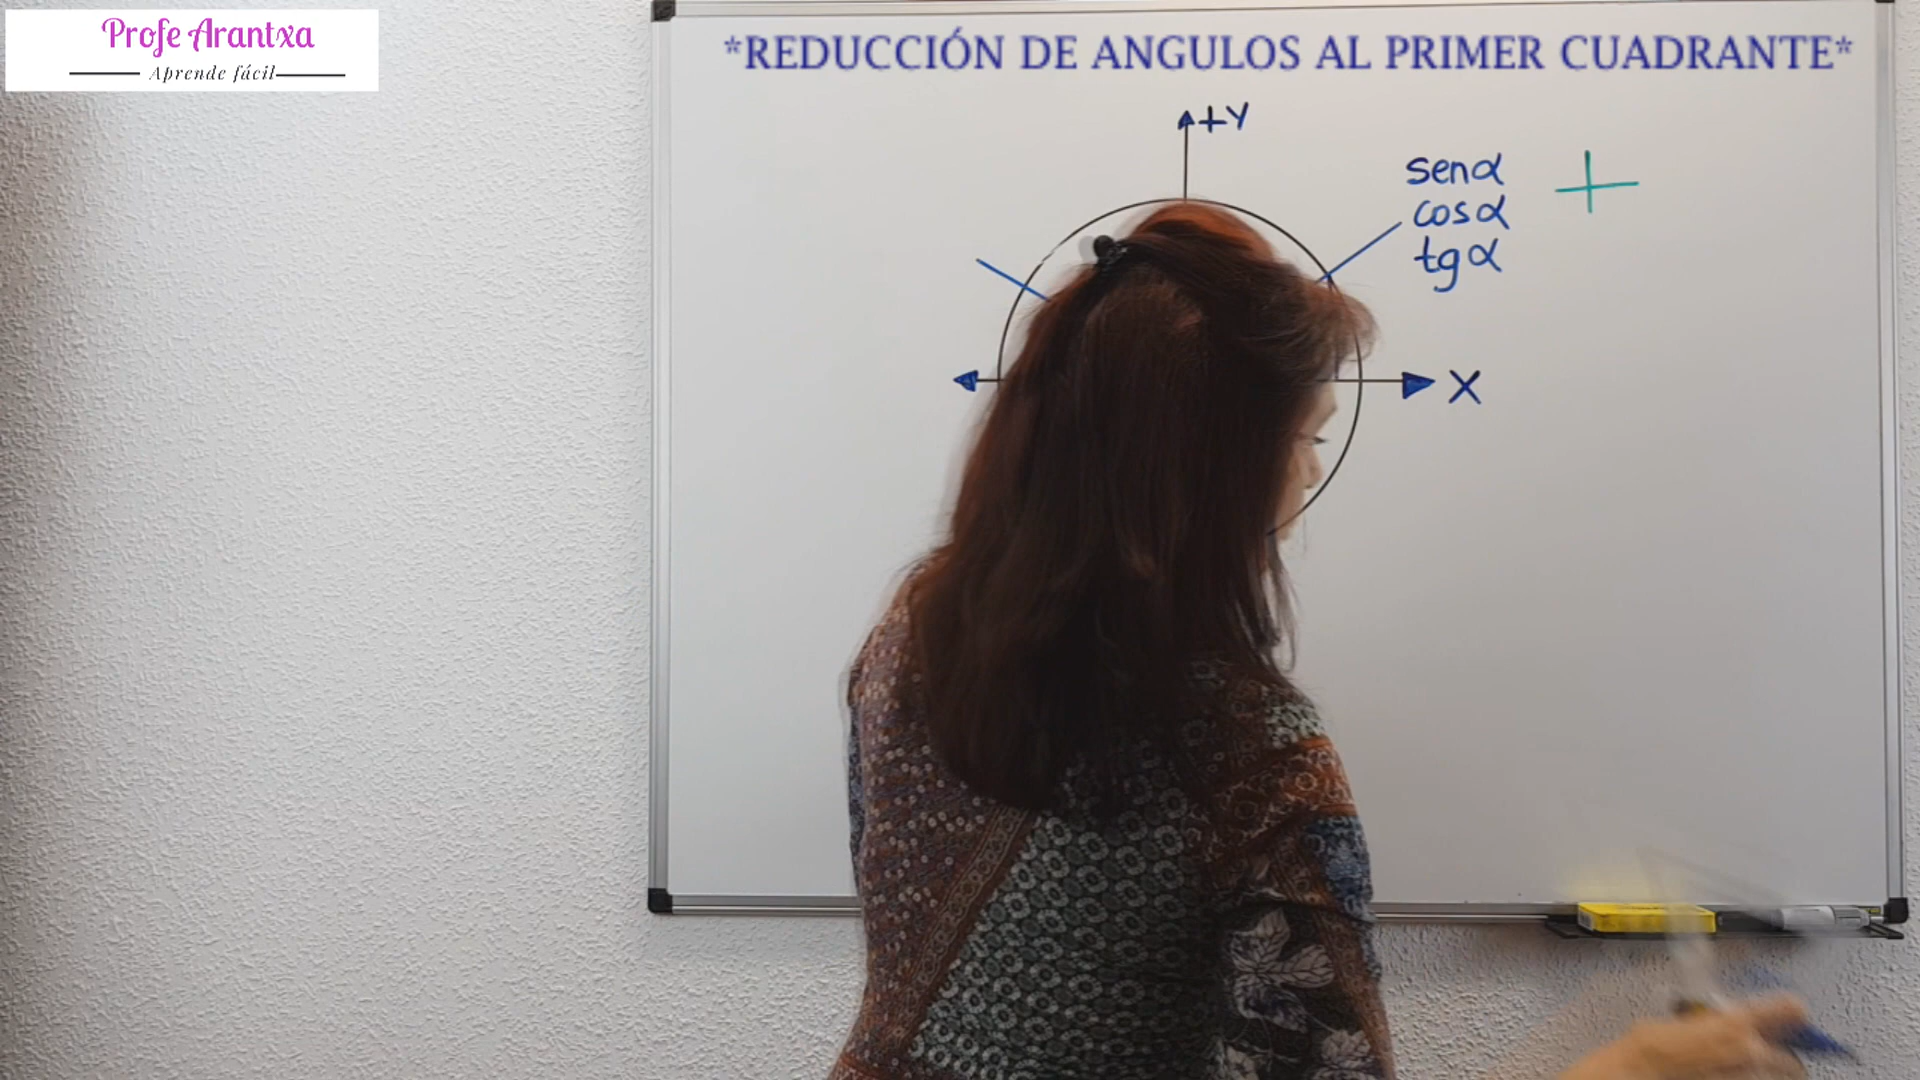 Profe Arantxa
Aprende fácil
*REDUCCIÓN DE ANGULOS AL PRIMER CUADRANTE*
+Y
senα
cosα
tgα
+
X